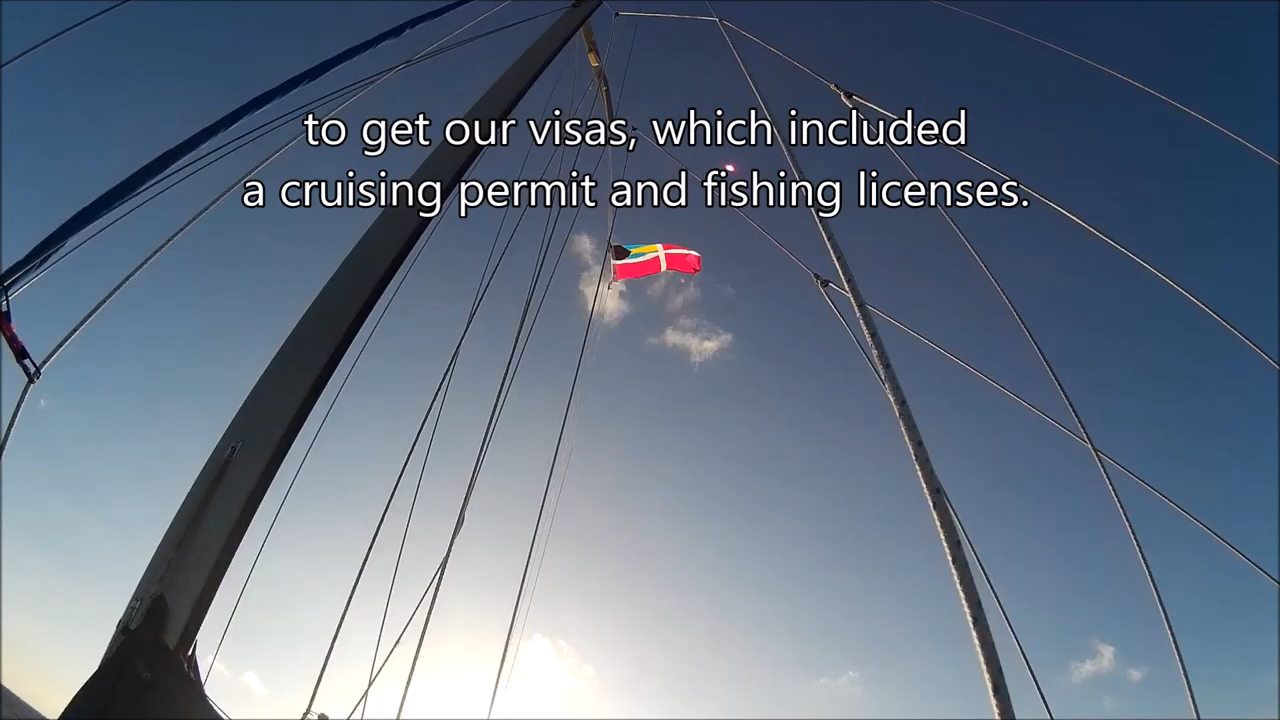 to get our visas, which included
a cruising permit and fishing licenses.